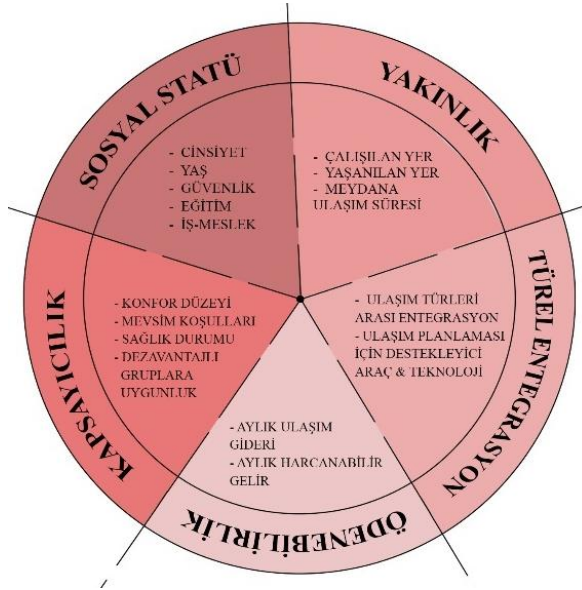 SOSYAL STATÜ
- CİNSİYET
- YAŞ
- GÜVENLİK
- EĞİTİM
- İŞ-MESLEK
YAKINLIK
- ÇALIŞILAN YER
- YAŞANILAN YER
- MEYDANA
ULAŞIM SÜRESİ
TÜREL ENTEGRASYON
- ULAŞIM TÜRLERİ
ARASI ENTEGRASYON
- ULAŞIM PLANLAMASI
İÇİN DESTEKLEYİCİ
ARAÇ & TEKNOLOJİ
ÖDENEBİLİRLİK
- AYLIK ULAŞIM
GİDERİ
- AYLIK HARCANABİLİR
GELİR
KAPSAYICILIK
- KONFOR DÜZEYİ
- MEVSİM KOŞULLARI
- SAĞLIK DURUMU
- DEZAVANTAJLI
GRUPLARA
UYGUNLUK